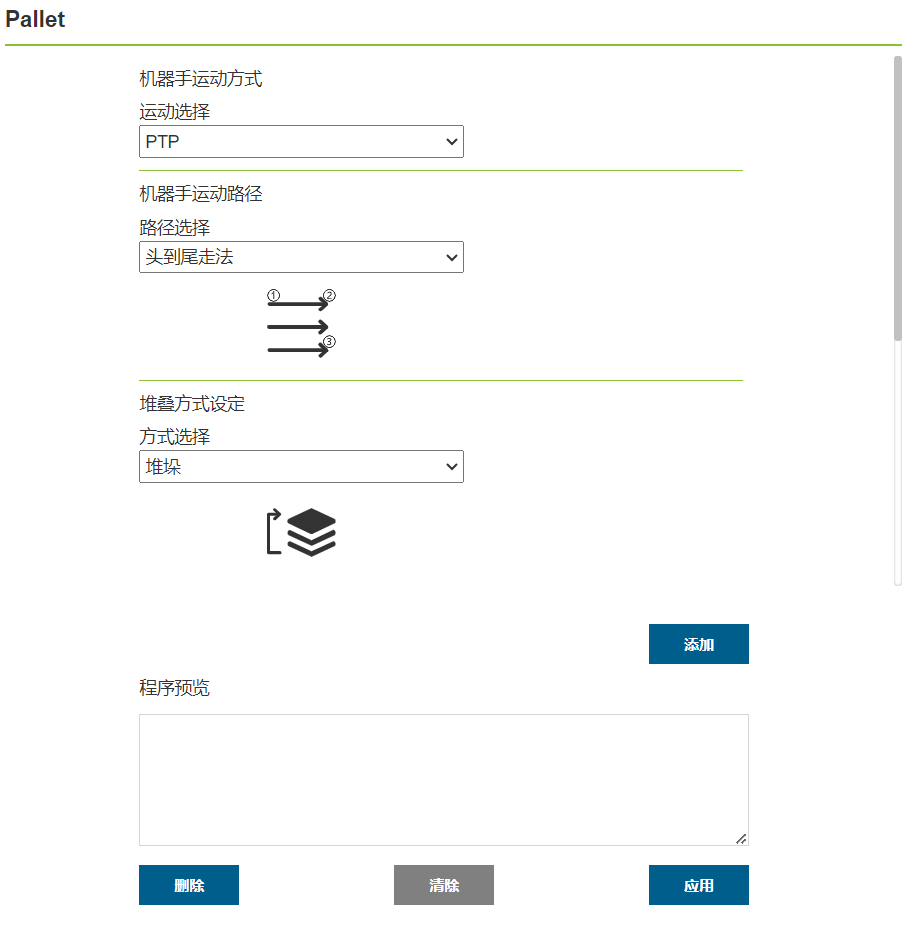 Pallet
机器手运动方式
运动选择
PTP
机器手运动路径
路径选择
头到尾走法
① ②
③
堆叠方式设定
方式选择
堆垛
添加
程序预览
删除 清除 应用